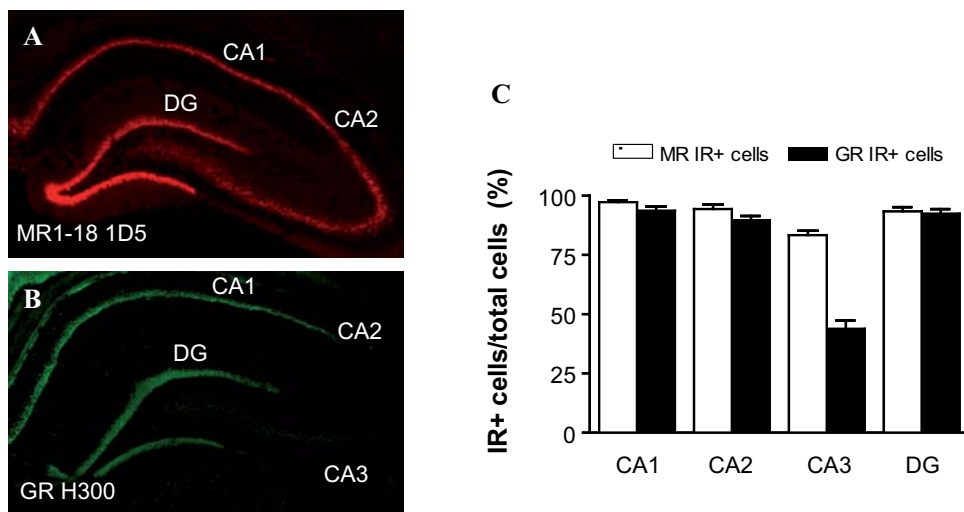 A
CA1
DG
CA2
MR1-18 1D5
B
CA1
CA2
DG
CA3
GR H300
C
MR IR+ cells
GR IR+ cells
IR+ cells/total cells (%)
100
75
50
25
0
CA1
CA2
CA3
DG